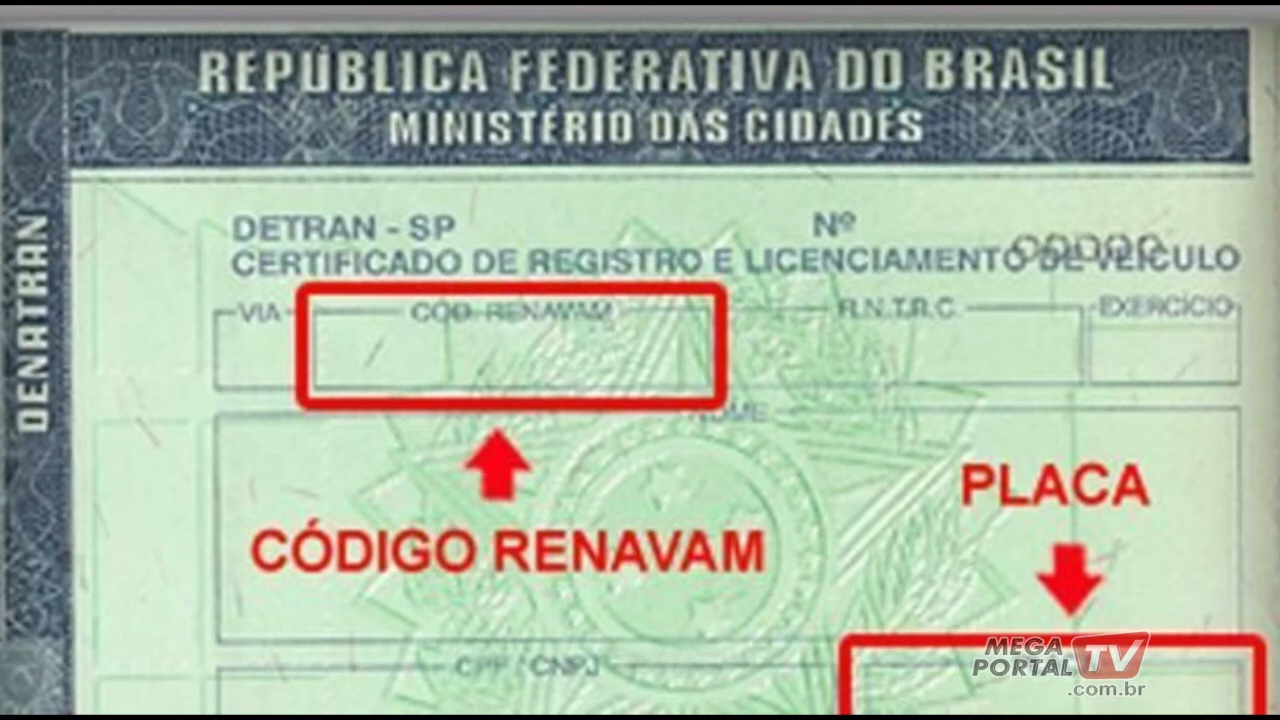 REPÚBLICA FEDERATIVA DO BRASIL
MINISTÉRIO DAS CIDADES
DENATRAN
DETRAN - SP Nº
CERTIFICADO DE REGISTRO E LICENCIAMENTO DE VEÍCULO
VIA CÓD. RENAVAM R.N.T.R.C. EXERCÍCIO
NOME
PLACA
CÓDIGO RENAVAM
CPF / CNPJ
MEGA
PORTAL TV
.com.br